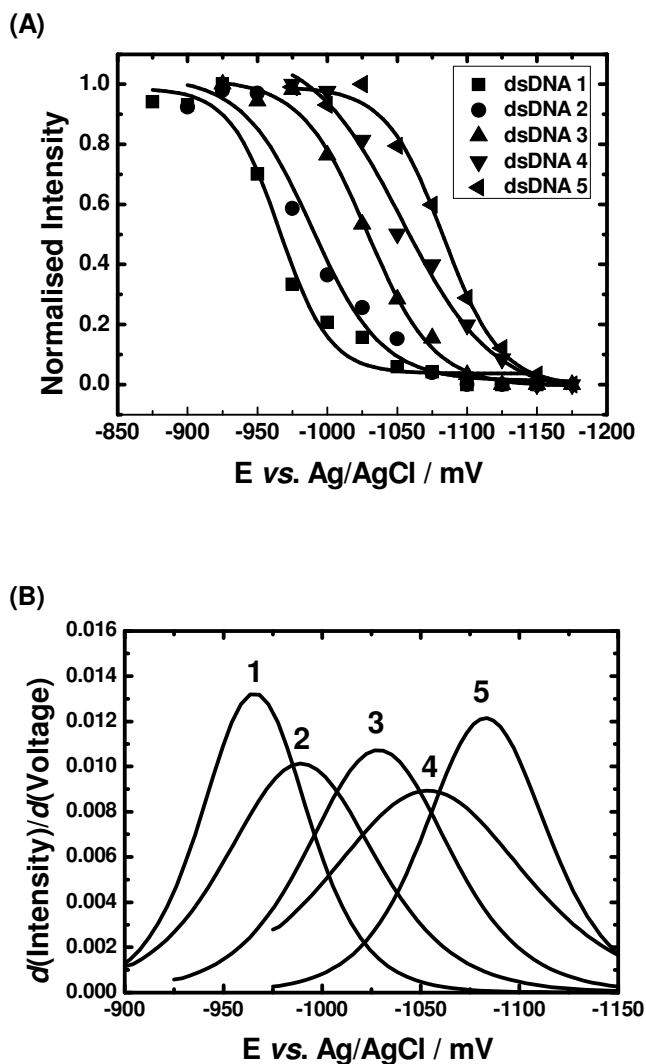 (A)
1.0
0.8
0.6
0.4
0.2
0.0
Normalised Intensity
dsDNA 1
dsDNA 2
dsDNA 3
dsDNA 4
dsDNA 5
-850 -900 -950 -1000 -1050 -1100 -1150 -1200
E vs. Ag/AgCl / mV
(B)
0.016
0.014
0.012
0.010
0.008
0.006
0.004
0.002
0.000
d(Intensity)/d(Voltage)
1
2
3
4
5
-900 -950 -1000 -1050 -1100 -1150
E vs. Ag/AgCl / mV